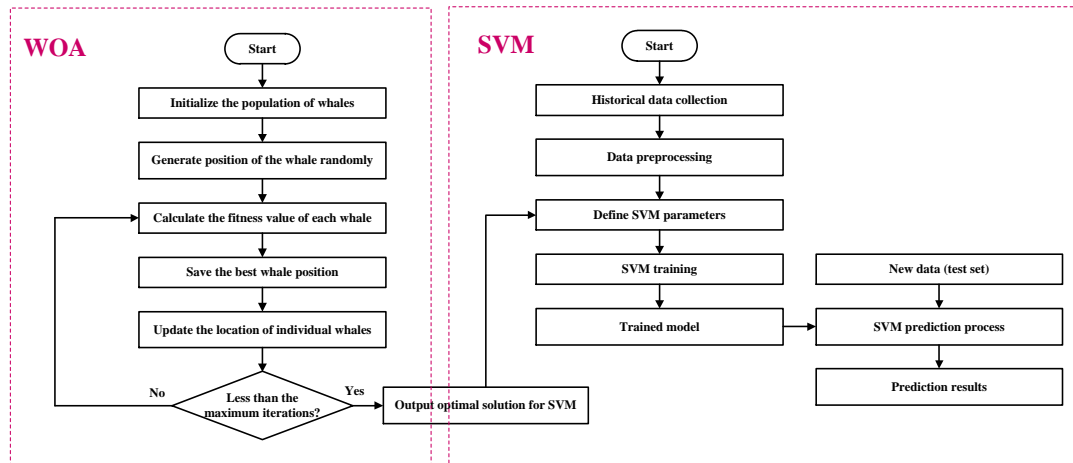 WOA
Start
Initialize the population of whales
Generate position of the whale randomly
Calculate the fitness value of each whale
Save the best whale position
Update the location of individual whales
Less than the
maximum iterations?
No
Yes
Output optimal solution for SVM
SVM
Start
Historical data collection
Data preprocessing
Define SVM parameters
SVM training
Trained model
New data (test set)
SVM prediction process
Prediction results